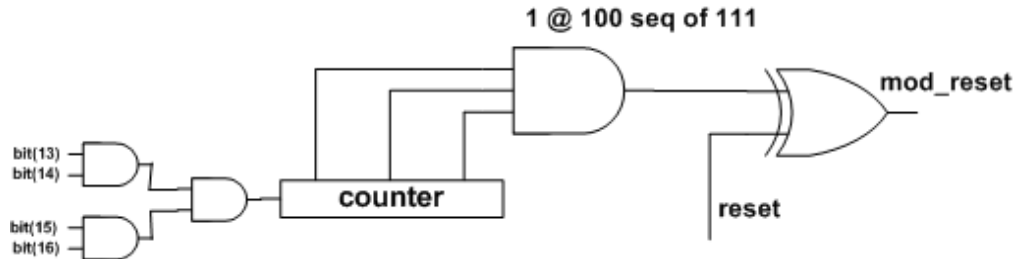 1 @ 100 seq of 111
mod_reset
bit(13)
bit(14)
counter
bit(15)
bit(16)
reset